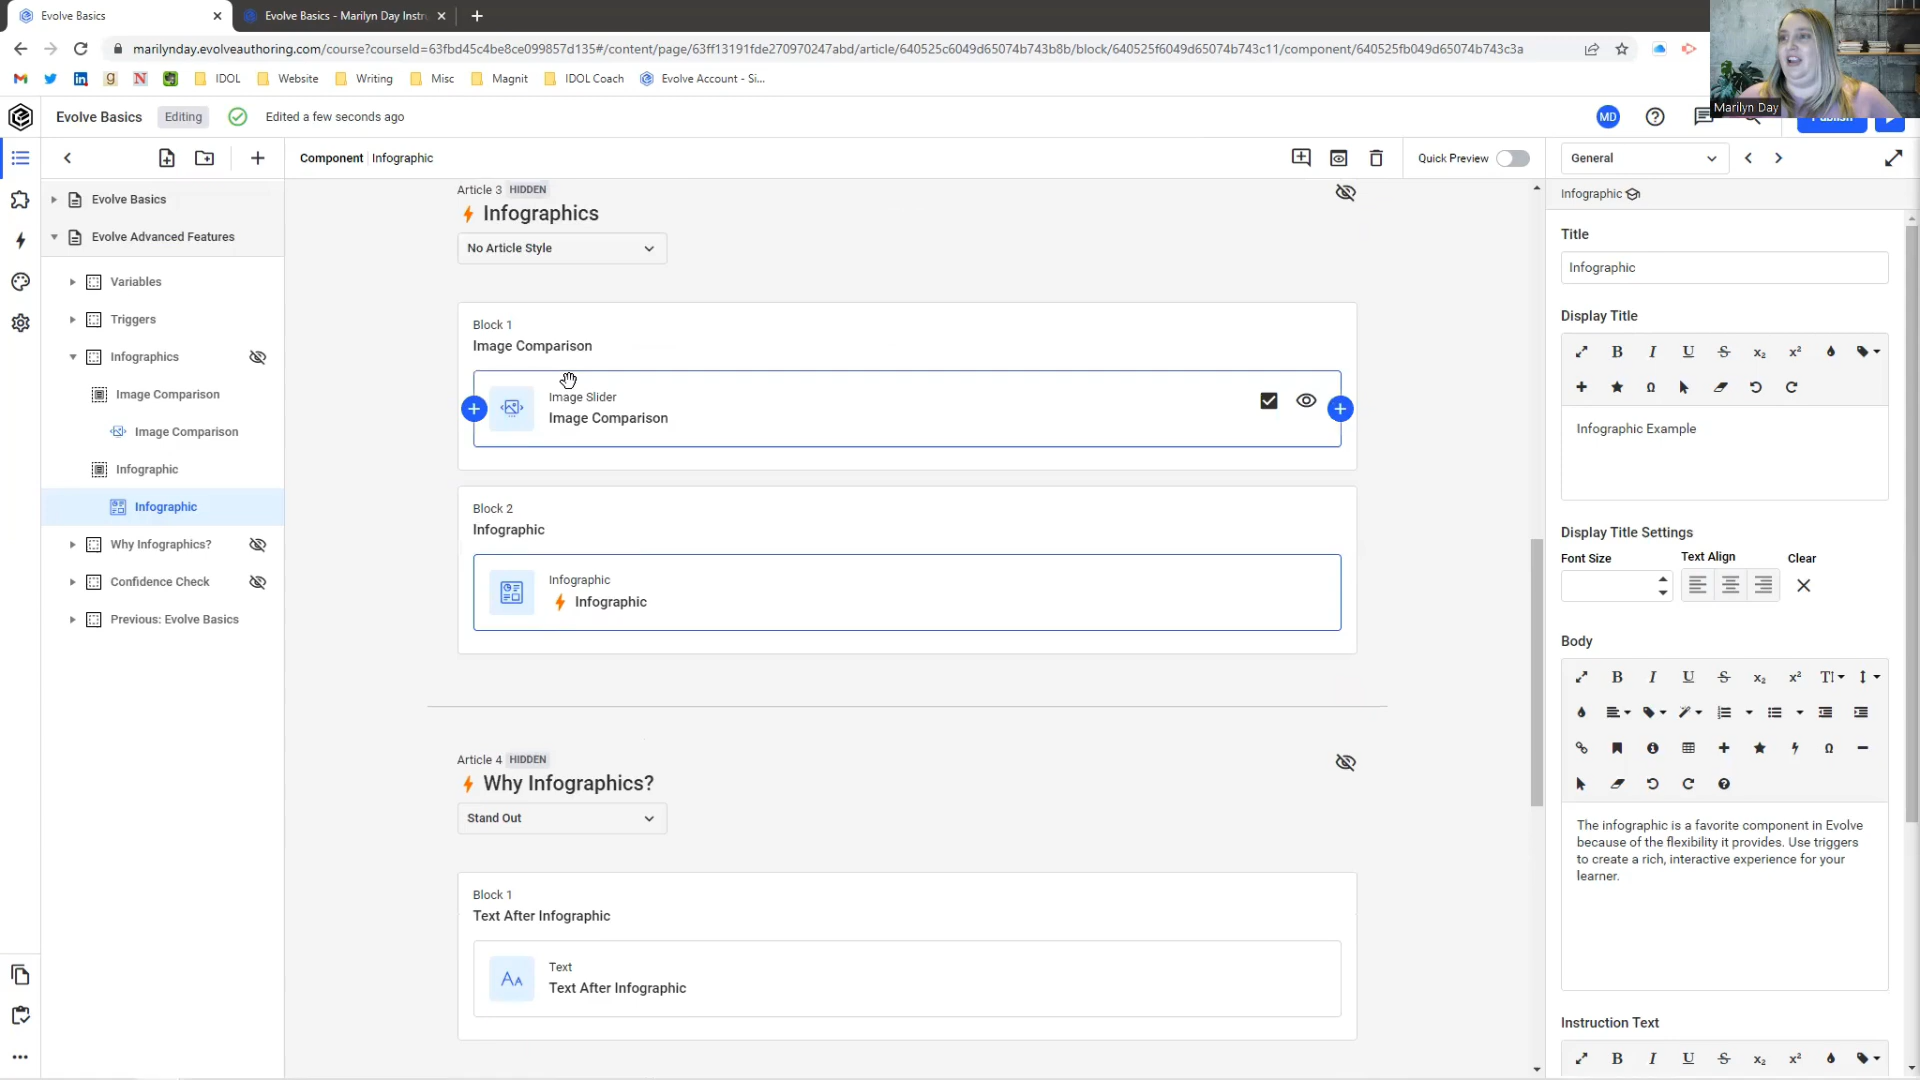 Evolve Basics
Evolve Basics - Marilyn Day Instr
marilynday.evolveauthoring.com/course?courseId=63fbd45c4be8ce099857d135#/content/page/63ff13191fde270970247abd/article/640525c6049d65074b743b8b/block/640525f6049d65074b743c11/component/640525fb049d65074b743c3a
IDOL
Website
Writing
Misc
Magnit
IDOL Coach
Evolve Account - Si...
Marilyn Day
Evolve Basics
Editing
Edited a few seconds ago
MD
Publish
Component
Infographic
Quick Preview
General
Evolve Basics
Evolve Advanced Features
Variables
Triggers
Infographics
Image Comparison
Image Comparison
Infographic
Infographic
Why Infographics?
Confidence Check
Previous: Evolve Basics
Article 3 HIDDEN
Infographics
No Article Style
Block 1
Image Comparison
Image Slider
Image Comparison
Block 2
Infographic
Infographic
Infographic
Article 4 HIDDEN
Why Infographics?
Stand Out
Block 1
Text After Infographic
Text
Text After Infographic
Infographic
Title
Infographic
Display Title
Infographic Example
Display Title Settings
Font Size
Text Align
Clear
Body
The infographic is a favorite component in Evolve
because of the flexibility it provides. Use triggers
to create a rich, interactive experience for your
learner.
Instruction Text